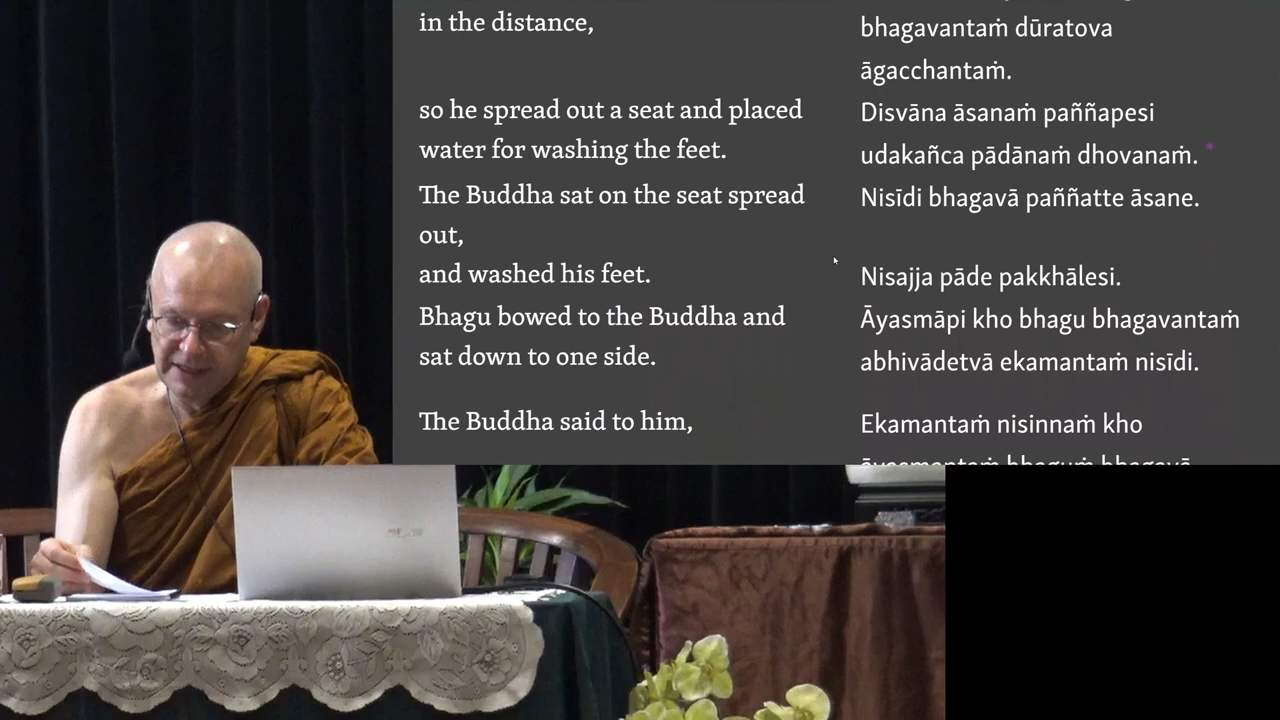 in the distance,
so he spread out a seat and placed
water for washing the feet.
The Buddha sat on the seat spread
out,
and washed his feet.
Bhagu bowed to the Buddha and
sat down to one side.
The Buddha said to him,
bhagavantaṁ dūratova
āgacchantaṁ.
Disvāna āsanaṁ paññapesi
udakañca pādānaṁ dhovanaṁ. *
Nisīdi bhagavā paññatte āsane.
Nisajja pāde pakkhālesi.
Āyasmāpi kho bhagu bhagavantaṁ
abhivādetvā ekamantaṁ nisīdi.
Ekamantaṁ nisinnaṁ kho
āyasmantaṁ bhaguṁ bhagavā